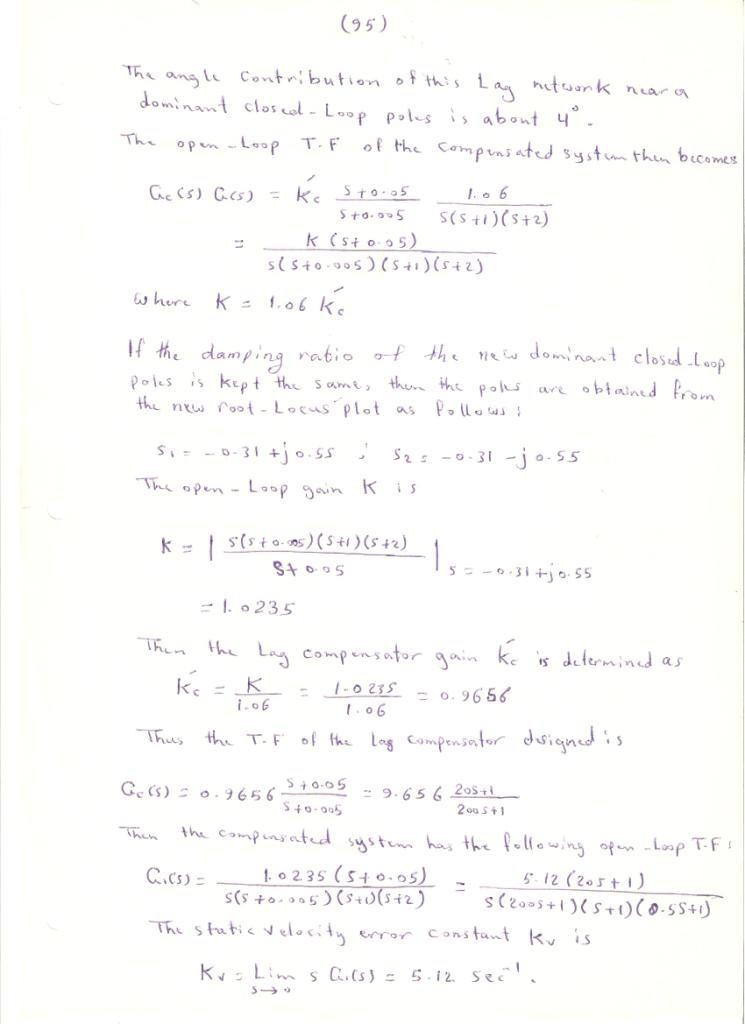 (95)
The angle contribution of this Lag network near a
dominant closed-Loop poles is about 4°.
The open-Loop T.F of the compensated system then becomes
Gc(s) G(s) = Ḱc (s+0.05)/(s+0.005) 1.06/(s(s+1)(s+2))
= K(s+0.05)/(s(s+0.005)(s+1)(s+2))
where K = 1.06 Ḱc
If the damping ratio of the new dominant closed-loop
poles is kept the same, then the poles are obtained from
the new root-Locus plot as follows:
s₁ = -0.31 +j0.55 ; s₂ = -0.31 -j0.55
The open-Loop gain K is
K = | s(s+0.005)(s+1)(s+2)/(s+0.05) | s = -0.31+j0.55
= 1.0235
Then the Lag compensator gain Ḱc is determined as
Ḱc = K/1.06 = 1.0235/1.06 = 0.9656
Thus the T.F of the lag compensator designed is
Gc(s) = 0.9656 (s+0.05)/(s+0.005) = 9.656 (20s+1)/(200s+1)
Then the compensated system has the following open-loop T.F:
G₁(s) = 1.0235(s+0.05)/(s(s+0.005)(s+1)(s+2)) = 5.12(20s+1)/(s(200s+1)(s+1)(0.5s+1))
The static velocity error constant Kv is
Kv = Lim s→0 s G₁(s) = 5.12 sec⁻¹.